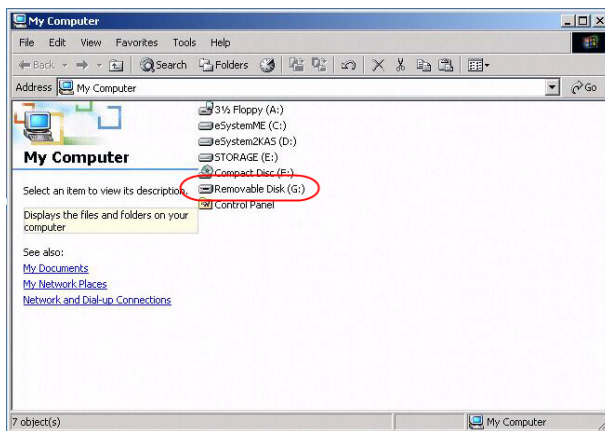 My Computer
File Edit View Favorites Tools Help
Back Search Folders
Address My Computer Go
3½ Floppy (A:)
eSystemME (C:)
eSystem2KAS (D:)
STORAGE (E:)
Compact Disc (F:)
Removable Disk (G:)
Control Panel
My Computer
Select an item to view its description.
Displays the files and folders on your
computer
See also:
My Documents
My Network Places
Network and Dial-up Connections
7 object(s) My Computer